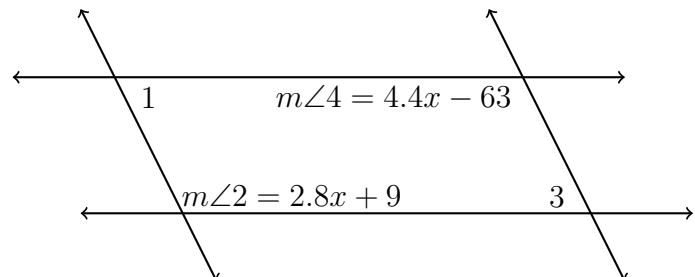 1
m∠4 = 4.4x − 63
m∠2 = 2.8x + 9
3